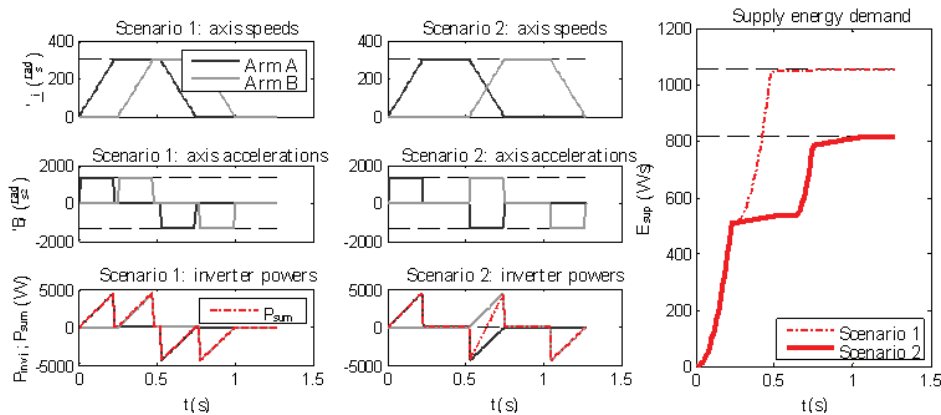 Scenario 1: axis speeds
Scenario 2: axis speeds
Supply energy demand
400
200
0
Arm A
Arm B
400
200
0
1200
1000
800
600
400
200
0
E_sup (Ws)
Scenario 1: axis accelerations
Scenario 2: axis accelerations
2000
0
-2000
2000
0
-2000
Scenario 1: inverter powers
Scenario 2: inverter powers
P_inv i; P_sum (W)
5000
0
-5000
P_sum
5000
0
-5000
Scenario 1
Scenario 2
0 0.5 1 1.5
0 0.5 1 1.5
0 0.5 1 1.5
t(s)
t(s)
t(s)